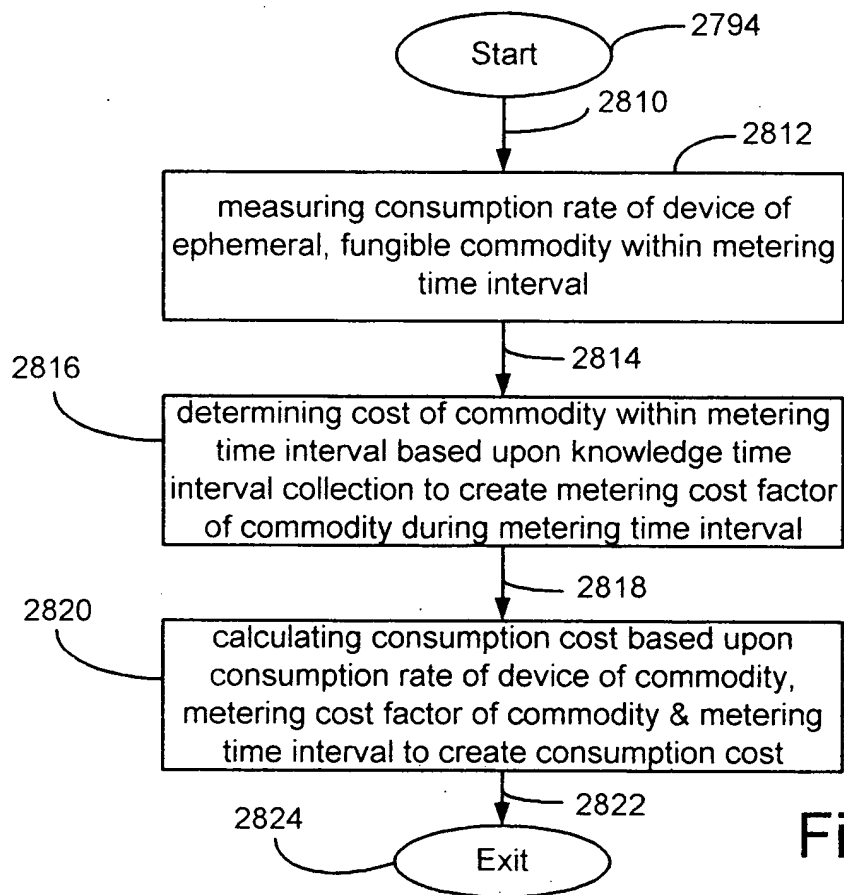 2794
Start
2810
2812
measuring consumption rate of device of
ephemeral, fungible commodity within metering
time interval
2814
2816
determining cost of commodity within metering
time interval based upon knowledge time
interval collection to create metering cost factor
of commodity during metering time interval
2818
2820
calculating consumption cost based upon
consumption rate of device of commodity,
metering cost factor of commodity & metering
time interval to create consumption cost
2822
2824
Exit
Fi